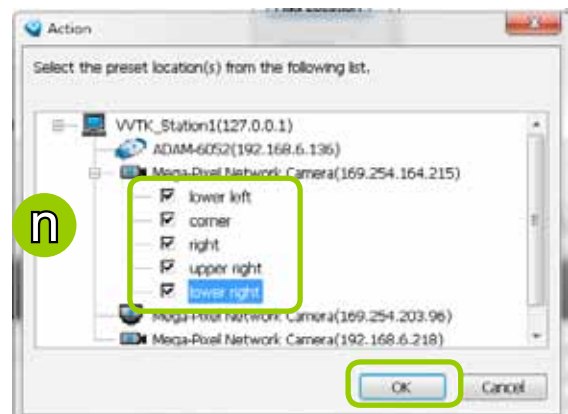 Action
Select the preset location(s) from the following list.
VVTK_Station1(127.0.0.1)
ADAM-6052(192.168.6.136)
Mega-Pixel Network Camera(169.254.164.215)
lower left
corner
n
right
upper right
lower right
Mega-Pixel Network Camera(169.254.203.96)
Mega-Pixel Network Camera(192.168.6.218)
OK
Cancel